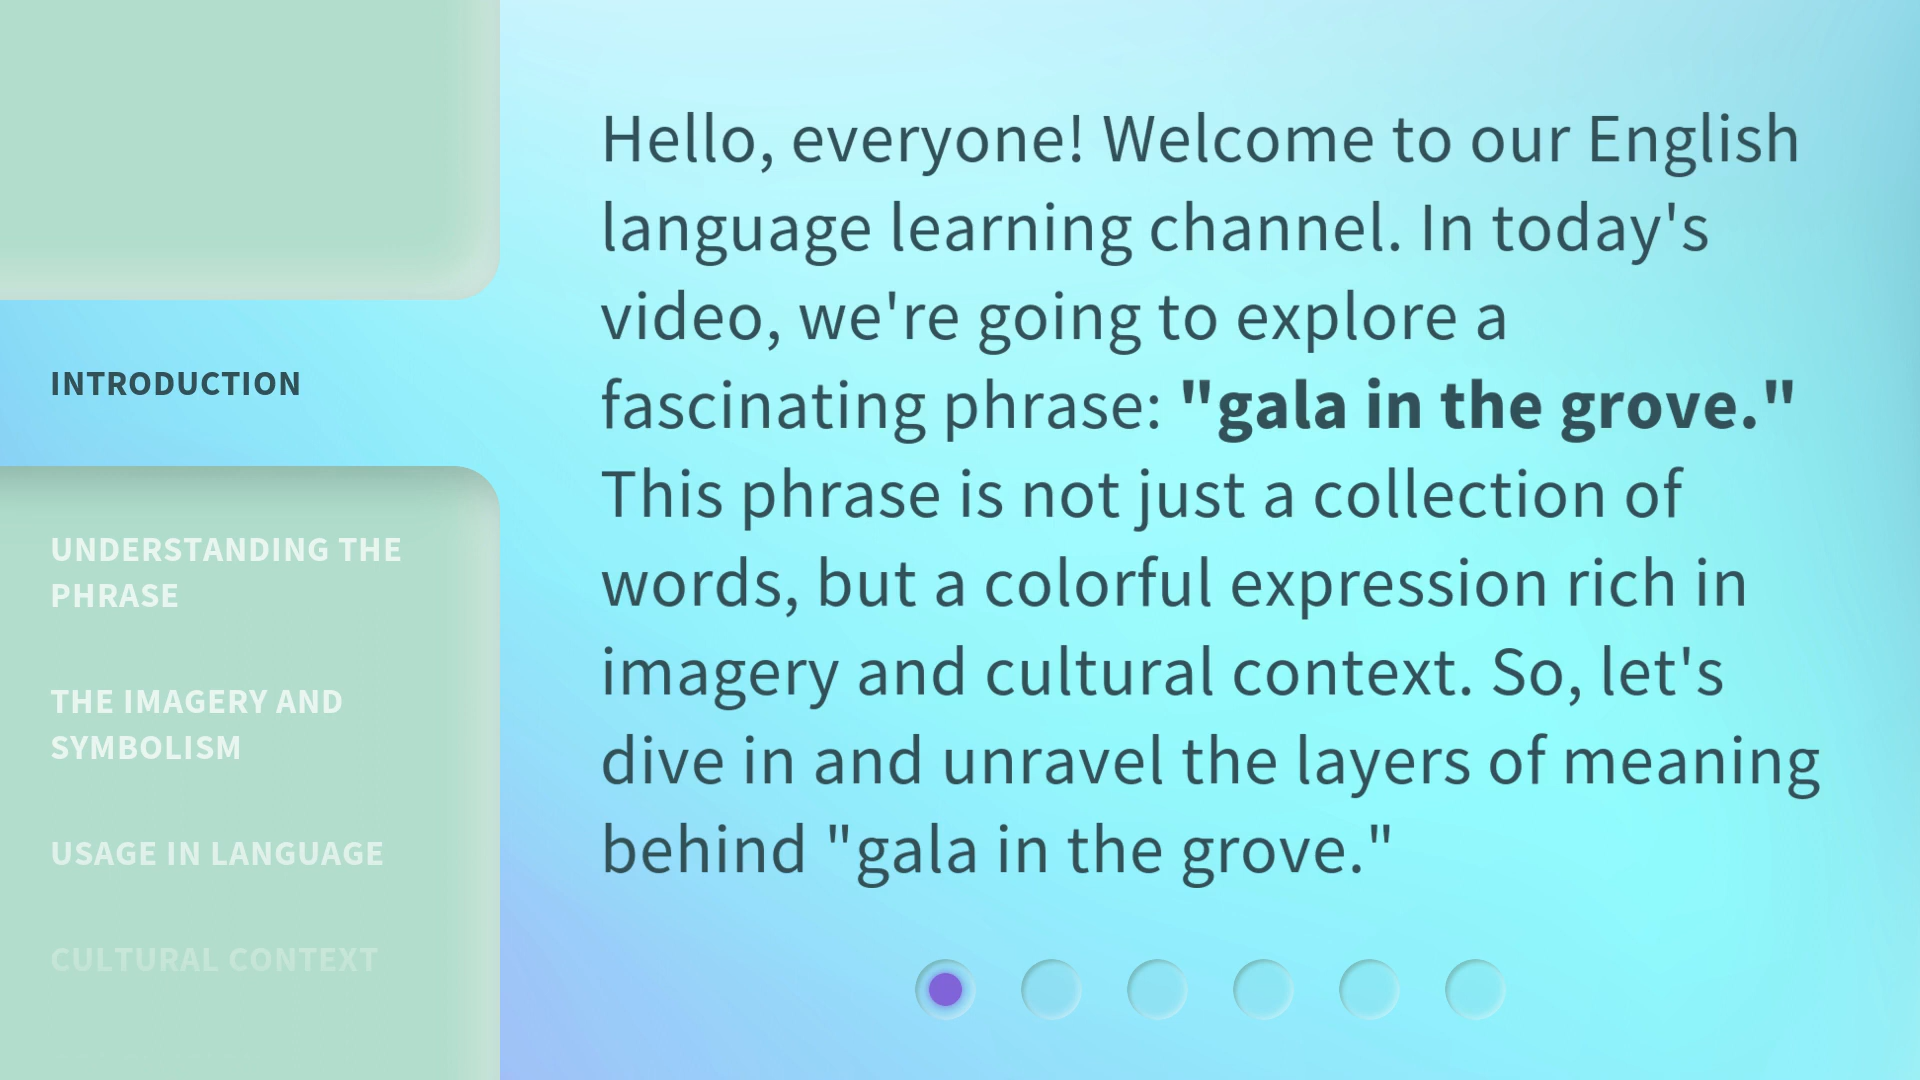 INTRODUCTION
UNDERSTANDING THE
PHRASE
THE IMAGERY AND
SYMBOLISM
USAGE IN LANGUAGE
CULTURAL CONTEXT
Hello, everyone! Welcome to our English
language learning channel. In today's
video, we're going to explore a
fascinating phrase: "gala in the grove."
This phrase is not just a collection of
words, but a colorful expression rich in
imagery and cultural context. So, let's
dive in and unravel the layers of meaning
behind "gala in the grove."